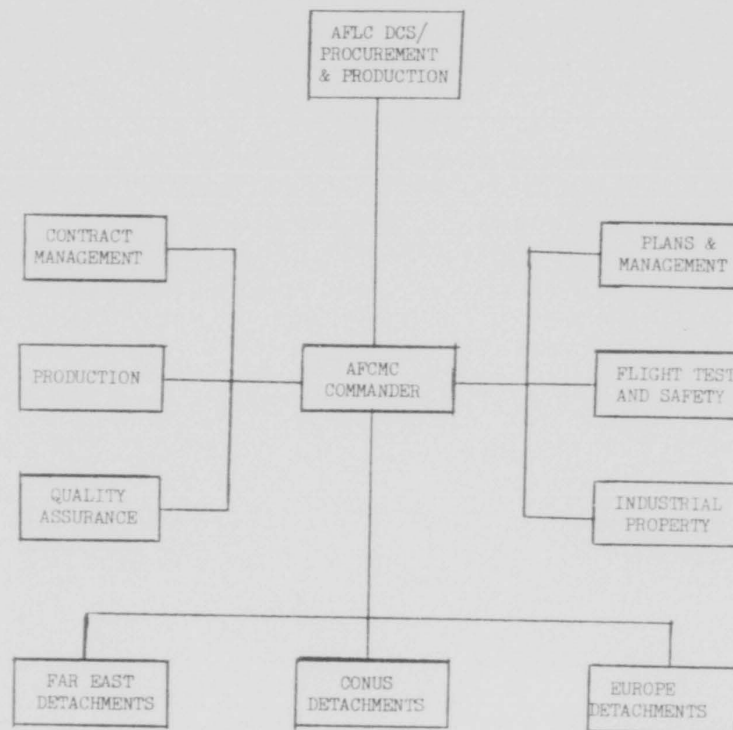 AFLC DCS/
PROCUREMENT
& PRODUCTION
CONTRACT
MANAGEMENT
PLANS &
MANAGEMENT
PRODUCTION
AFCMC
COMMANDER
FLIGHT TEST
AND SAFETY
QUALITY
ASSURANCE
INDUSTRIAL
PROPERTY
FAR EAST
DETACHMENTS
CONUS
DETACHMENTS
EUROPE
DETACHMENTS